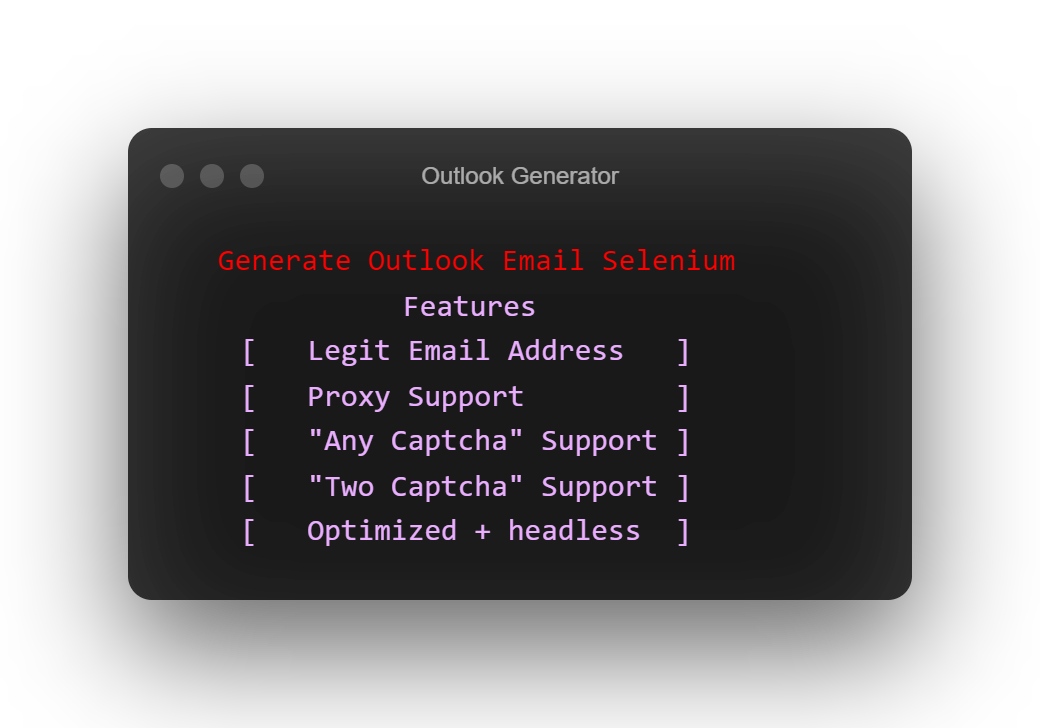 Outlook Generator
Generate Outlook Email Selenium
Features
[   Legit Email Address   ]
[   Proxy Support         ]
[   "Any Captcha" Support ]
[   "Two Captcha" Support ]
[   Optimized + headless  ]